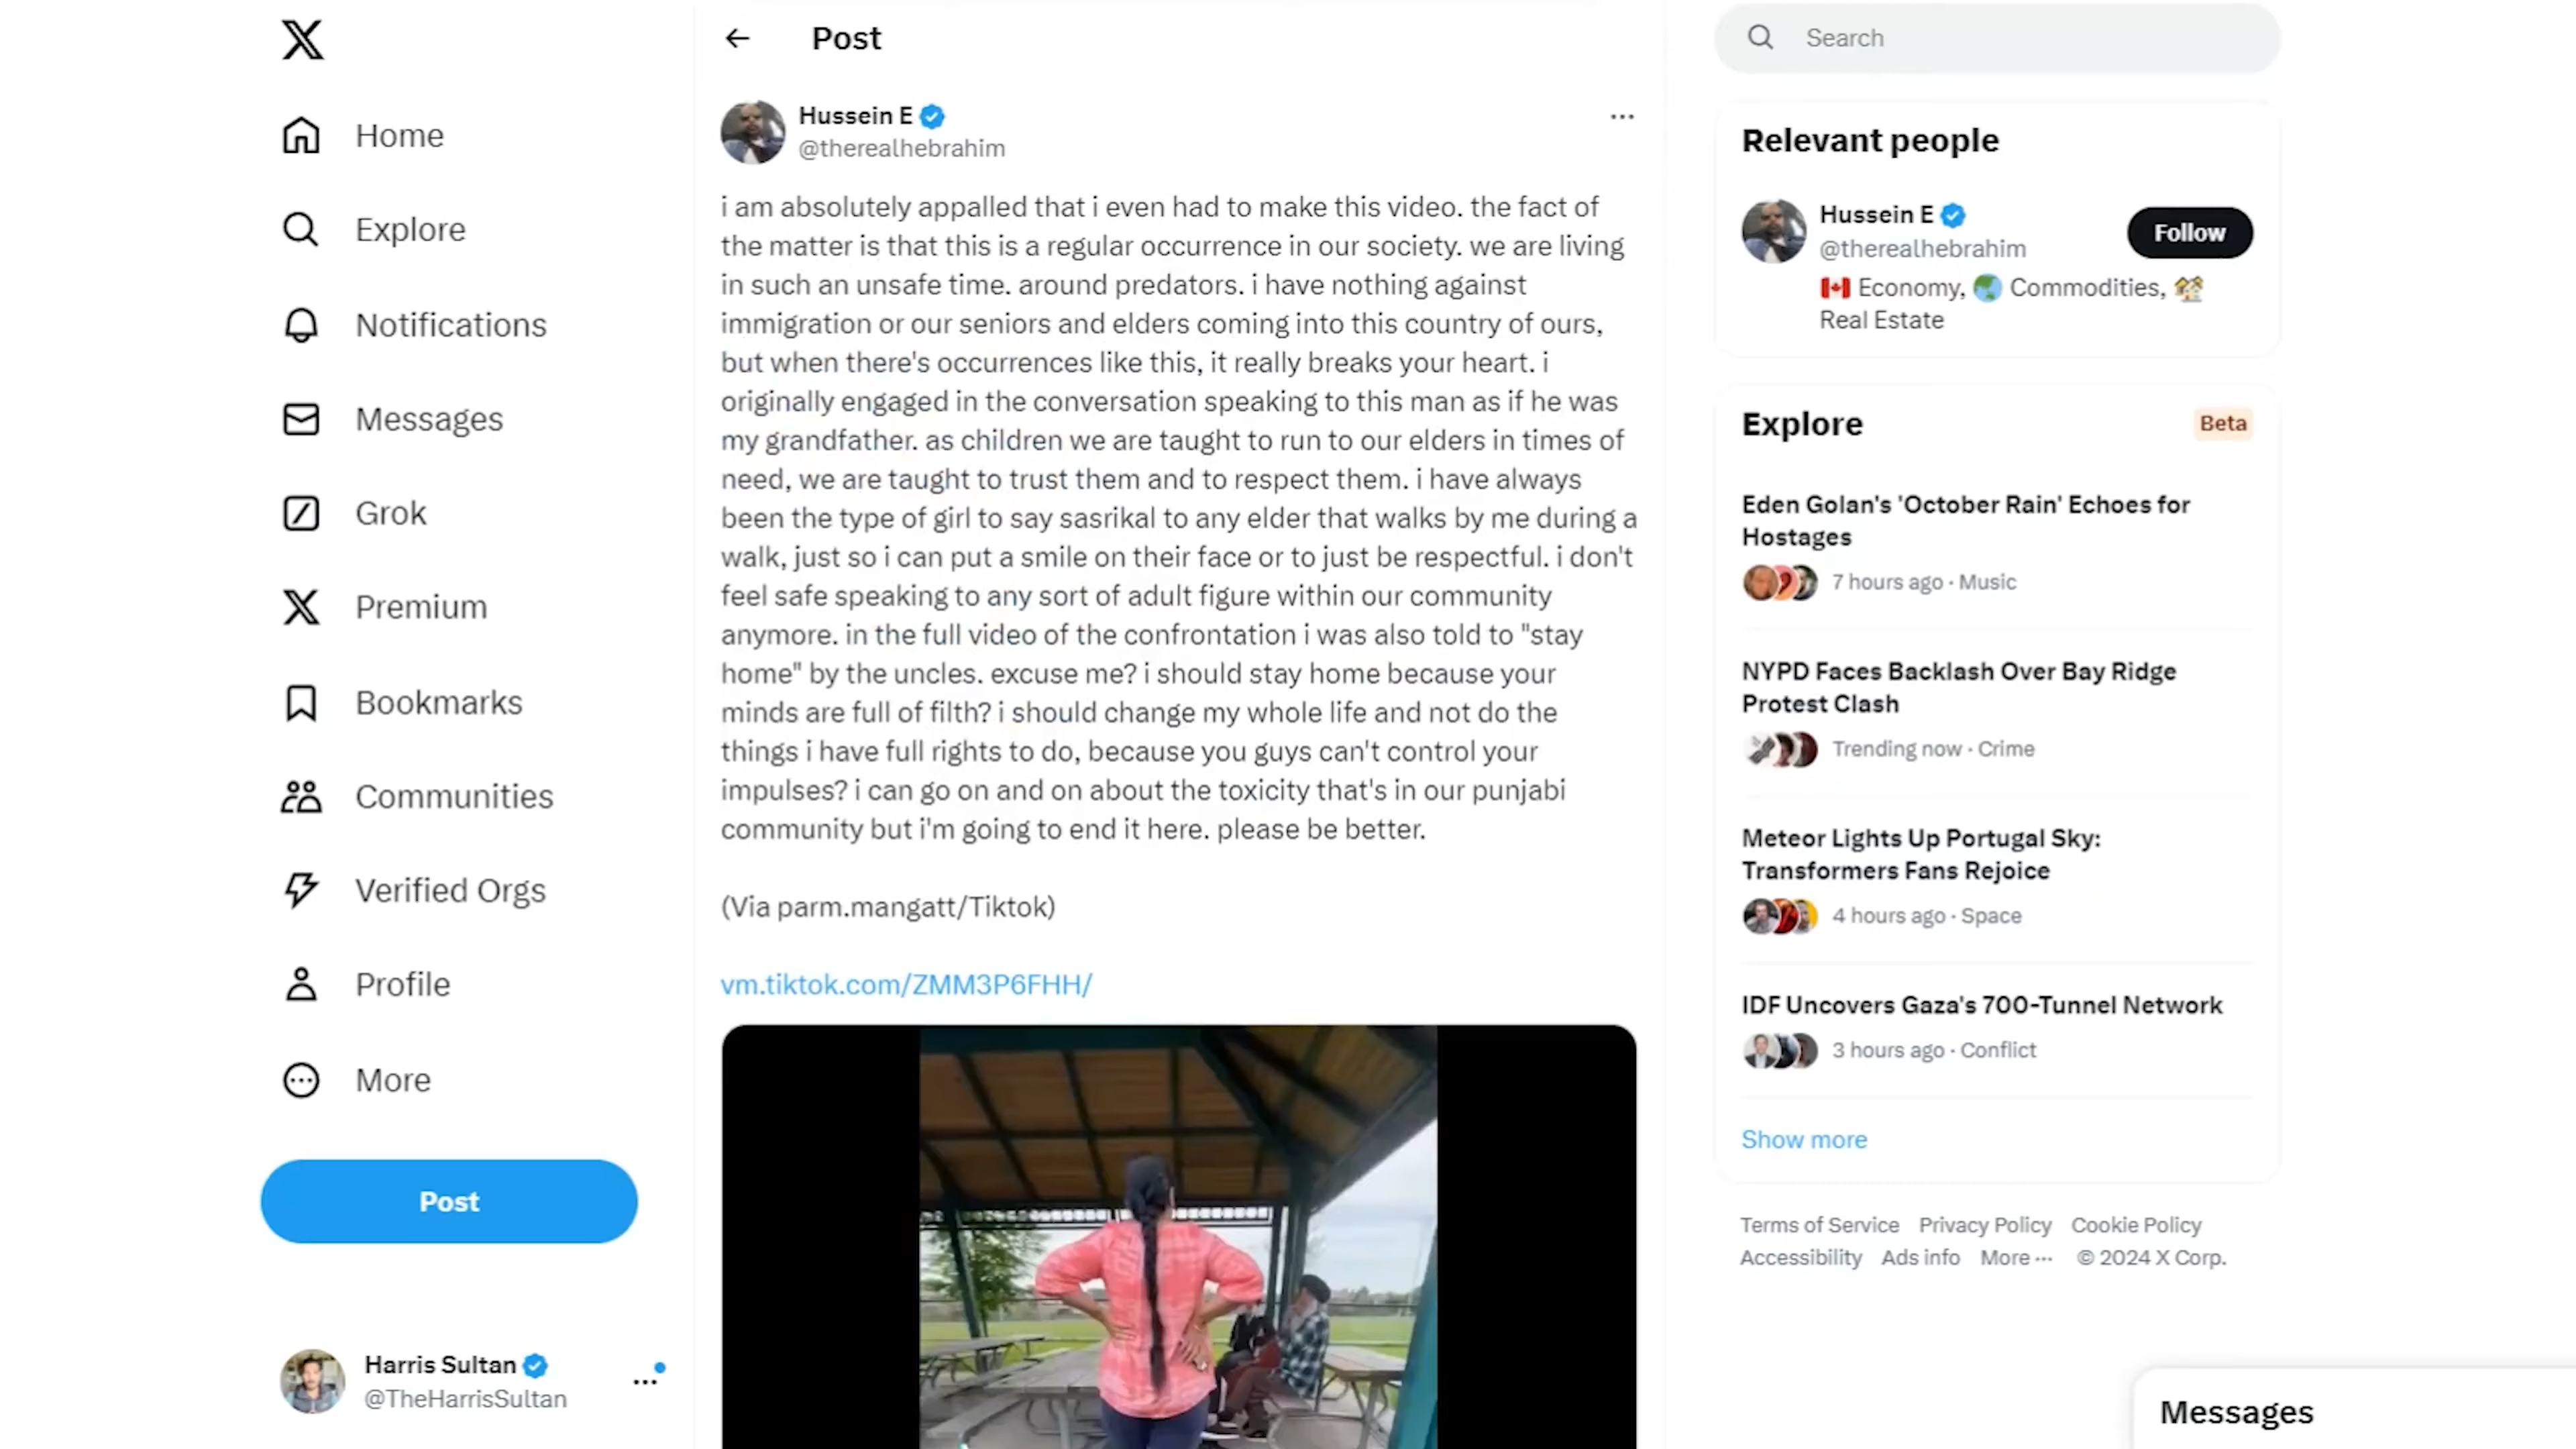 Home
Explore
Notifications
Messages
Grok
Premium
Bookmarks
Communities
Verified Orgs
Profile
More
Post
Harris Sultan
@TheHarrisSultan
Post
Hussein E
@therealhebrahim
i am absolutely appalled that i even had to make this video. the fact of
the matter is that this is a regular occurrence in our society. we are living
in such an unsafe time. around predators. i have nothing against
immigration or our seniors and elders coming into this country of ours,
but when there's occurrences like this, it really breaks your heart. i
originally engaged in the conversation speaking to this man as if he was
my grandfather. as children we are taught to run to our elders in times of
need, we are taught to trust them and to respect them. i have always
been the type of girl to say sasrikal to any elder that walks by me during a
walk, just so i can put a smile on their face or to just be respectful. i don't
feel safe speaking to any sort of adult figure within our community
anymore. in the full video of the confrontation i was also told to "stay
home" by the uncles. excuse me? i should stay home because your
minds are full of filth? i should change my whole life and not do the
things i have full rights to do, because you guys can't control your
impulses? i can go on and on about the toxicity that's in our punjabi
community but i'm going to end it here. please be better.
(Via parm.mangatt/Tiktok)
vm.tiktok.com/ZMM3P6FHH/
Search
Relevant people
Hussein E
@therealhebrahim
Follow
Economy, Commodities,
Real Estate
Explore
Beta
Eden Golan's 'October Rain' Echoes for
Hostages
7 hours ago · Music
NYPD Faces Backlash Over Bay Ridge
Protest Clash
Trending now · Crime
Meteor Lights Up Portugal Sky:
Transformers Fans Rejoice
4 hours ago · Space
IDF Uncovers Gaza's 700-Tunnel Network
3 hours ago · Conflict
Show more
Terms of Service Privacy Policy Cookie Policy
Accessibility Ads info More ··· © 2024 X Corp.
Messages